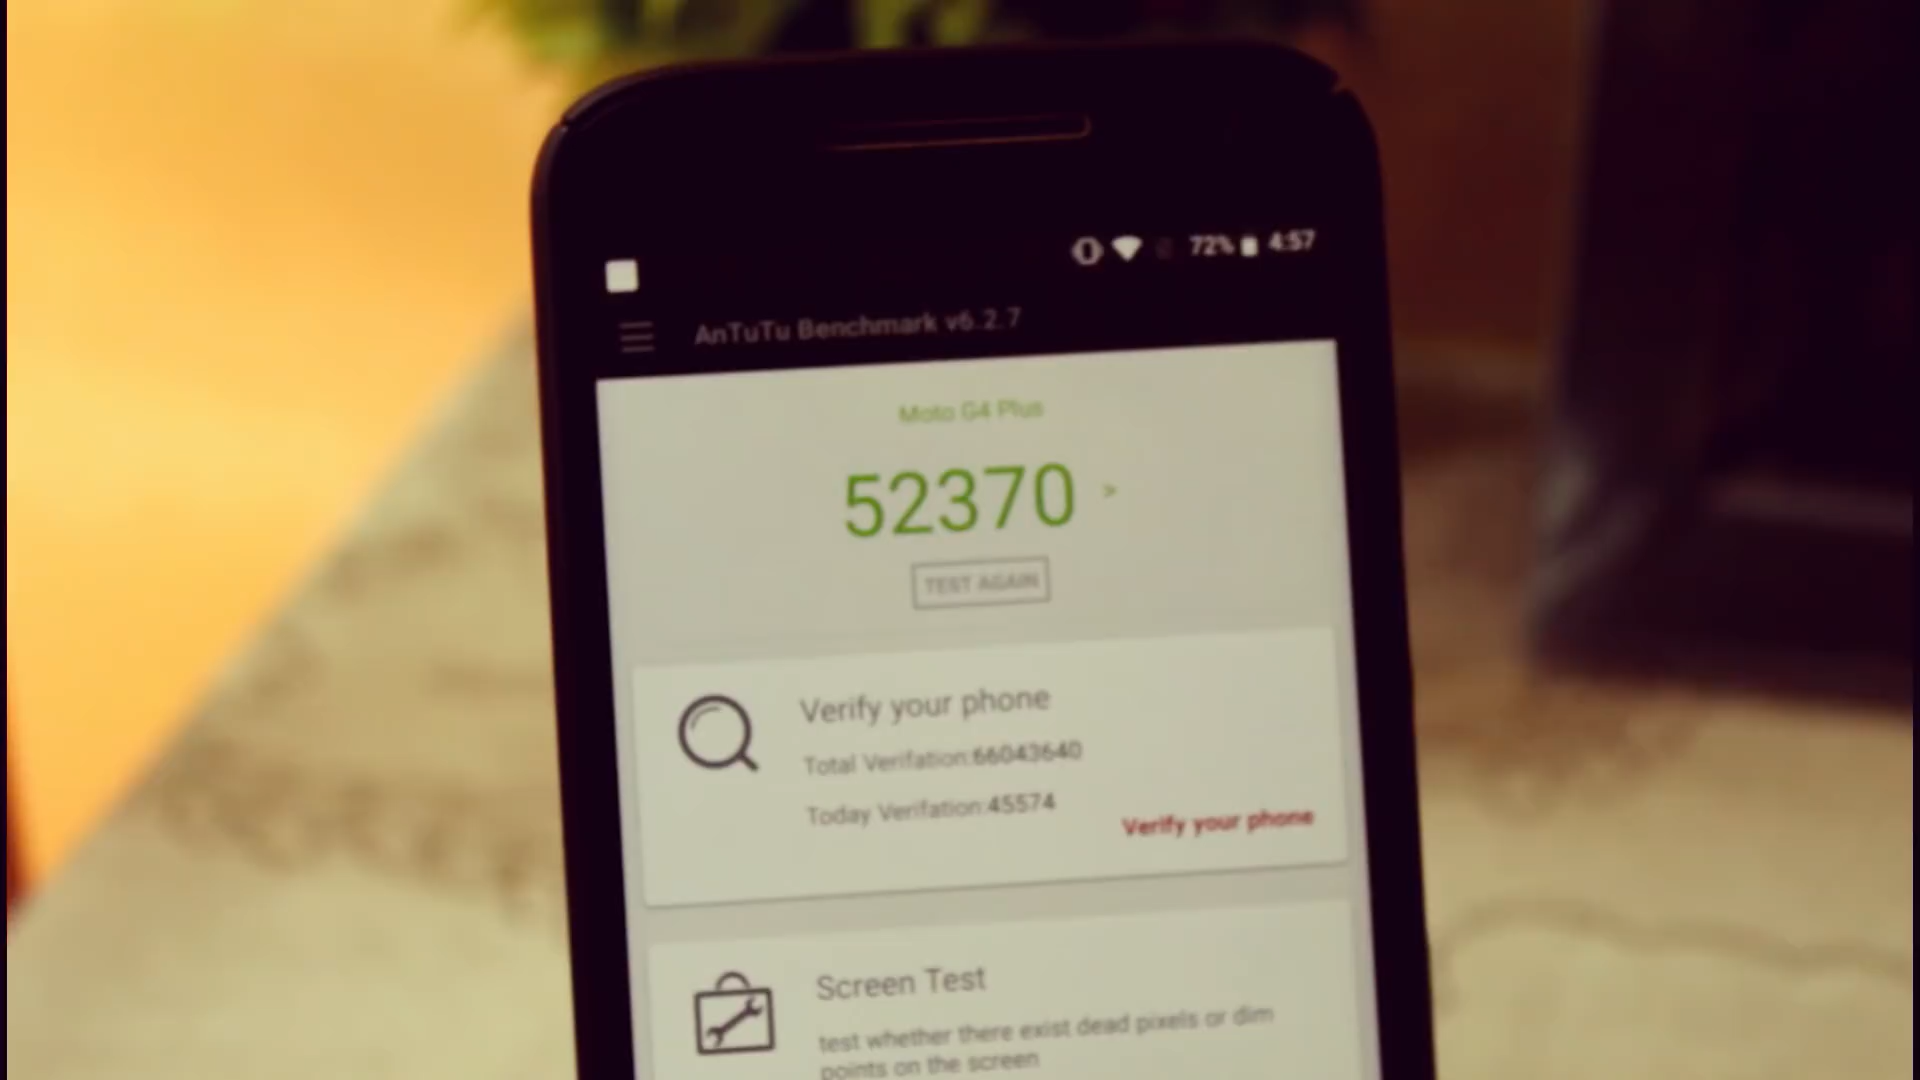 72% 4:57
AnTuTu Benchmark v6.2.7
Moto G4 Plus
52370 >
TEST AGAIN
Verify your phone
Total Verifation:66043640
Today Verifation:45574
Verify your phone
Screen Test
test whether there exist dead pixels or dim
points on the screen